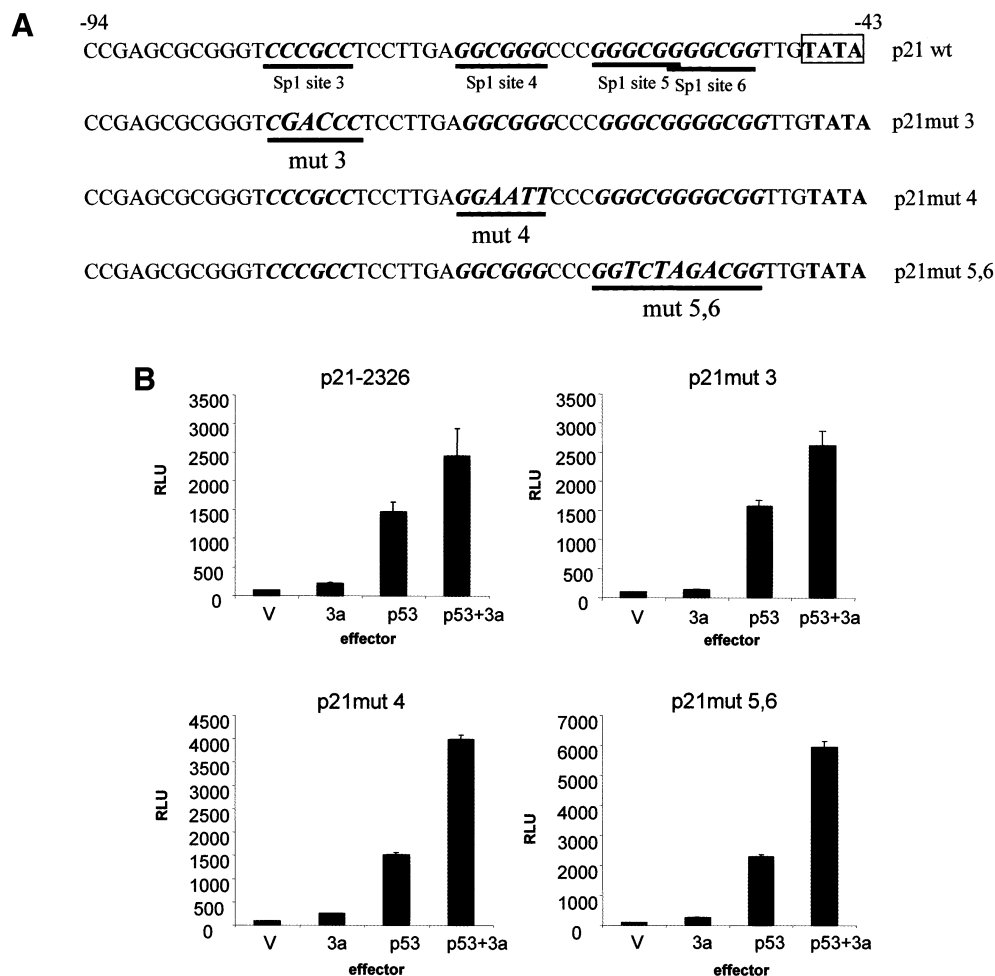 A
-94 -43
CCGAGCGCGGGTCCCGCCTCCTTGAGGCGGGCCCGGGCGGGGCGGTTGTATA p21 wt
Sp1 site 3 Sp1 site 4 Sp1 site 5 Sp1 site 6
CCGAGCGCGGGTCGACCCTCCTTGAGGCGGGCCCGGGCGGGGCGGTTGTATA p21mut 3
mut 3
CCGAGCGCGGGTCCCGCCTCCTTGAGGAATTCCCGGGCGGGGCGGTTGTATA p21mut 4
mut 4
CCGAGCGCGGGTCCCGCCTCCTTGAGGCGGGCCCGGTCTAGACGGTTGTATA p21mut 5,6
mut 5,6
B
p21-2326
3500
3000
2500
2000
1500
1000
500
0
RLU
V 3a p53 p53+3a
effector
p21mut 3
3500
3000
2500
2000
1500
1000
500
0
RLU
V 3a p53 p53+3a
effector
p21mut 4
4500
4000
3500
3000
2500
2000
1500
1000
500
0
RLU
V 3a p53 p53+3a
effector
p21mut 5,6
7000
6000
5000
4000
3000
2000
1000
0
RLU
V 3a p53 p53+3a
effector